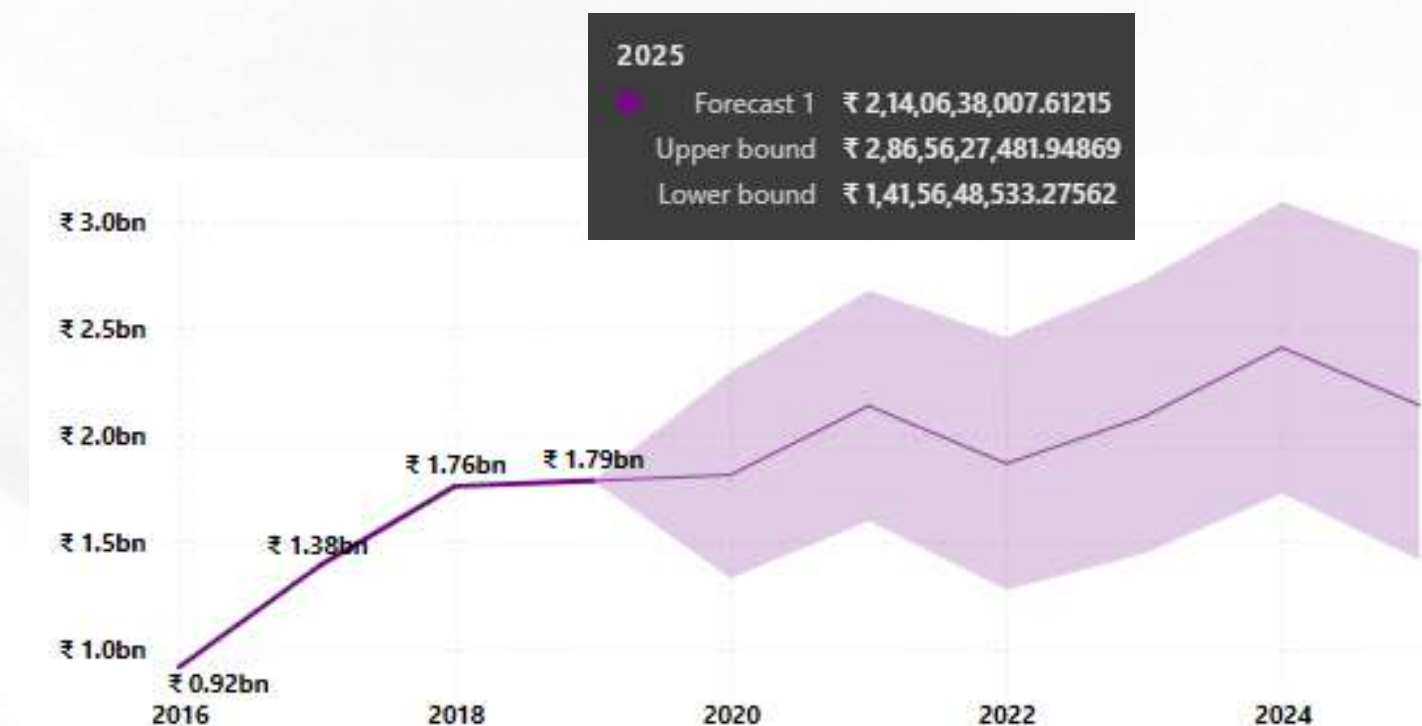 2025
Forecast 1 ₹ 2,14,06,38,007.61215
Upper bound ₹ 2,86,56,27,481.94869
Lower bound ₹ 1,41,56,48,533.27562
₹ 3.0bn
₹ 2.5bn
₹ 2.0bn
₹ 1.76bn ₹ 1.79bn
₹ 1.5bn
₹ 1.38bn
₹ 1.0bn
₹ 0.92bn
2016 2018 2020 2022 2024